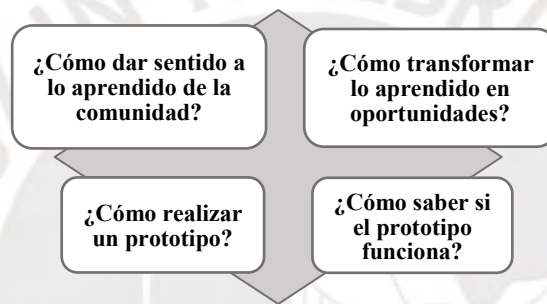 ¿Cómo dar sentido a
lo aprendido de la
comunidad?
¿Cómo transformar
lo aprendido en
oportunidades?
¿Cómo realizar
un prototipo?
¿Cómo saber si
el prototipo
funciona?